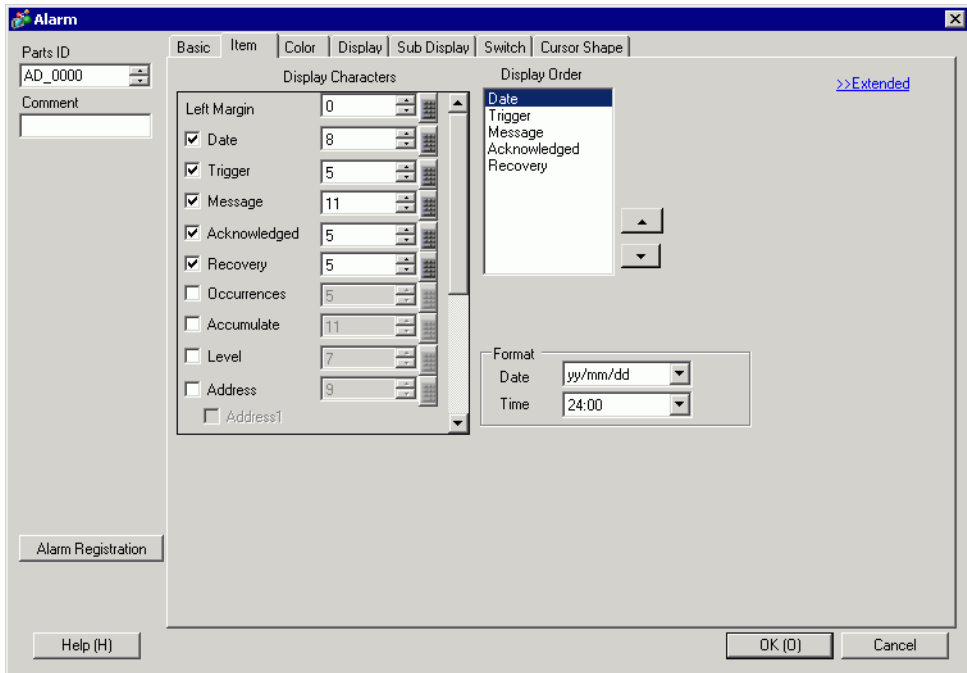 Alarm
Parts ID
AD_0000
Comment
Alarm Registration
Help (H)
Basic Item Color Display Sub Display Switch Cursor Shape
Display Characters
Left Margin 0
Date 8
Trigger 5
Message 11
Acknowledged 5
Recovery 5
Occurrences 5
Accumulate 11
Level 7
Address 9
Address1
Display Order
Date
Trigger
Message
Acknowledged
Recovery
>>Extended
Format
Date yy/mm/dd
Time 24:00
OK (O) Cancel